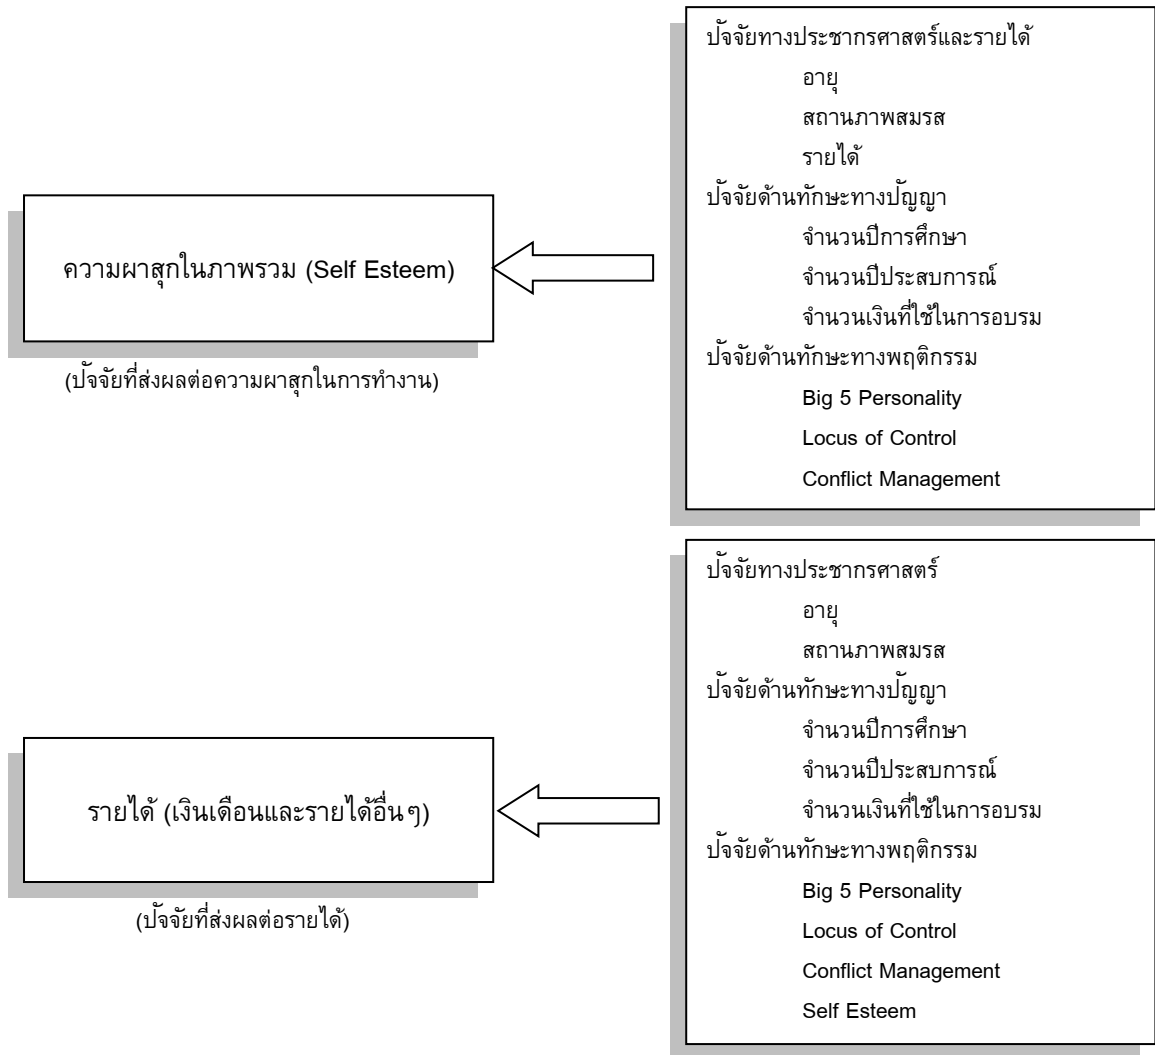 ปัจจัยทางประชากรศาสตร์และรายได้
อายุ
สถานภาพสมรส
รายได้
ปัจจัยด้านทักษะทางปัญญา
จำนวนปีการศึกษา
จำนวนปีประสบการณ์
จำนวนเงินที่ใช้ในการอบรม
ปัจจัยด้านทักษะทางพฤติกรรม
Big 5 Personality
Locus of Control
Conflict Management
ความผาสุกในภาพรวม (Self Esteem)
(ปัจจัยที่ส่งผลต่อความผาสุกในการทำงาน)
ปัจจัยทางประชากรศาสตร์
อายุ
สถานภาพสมรส
ปัจจัยด้านทักษะทางปัญญา
จำนวนปีการศึกษา
จำนวนปีประสบการณ์
จำนวนเงินที่ใช้ในการอบรม
ปัจจัยด้านทักษะทางพฤติกรรม
Big 5 Personality
Locus of Control
Conflict Management
Self Esteem
รายได้ (เงินเดือนและรายได้อื่นๆ)
(ปัจจัยที่ส่งผลต่อรายได้)